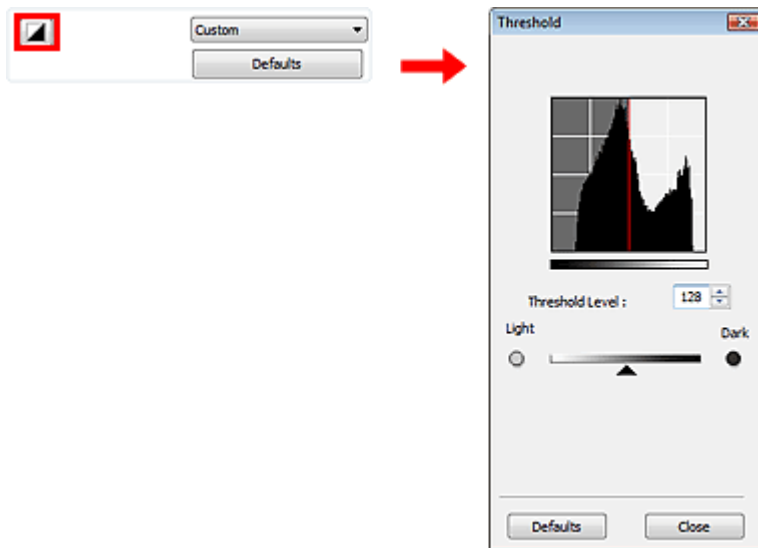 Custom
Defaults
Threshold
Threshold Level :
128
Light
Dark
Defaults
Close